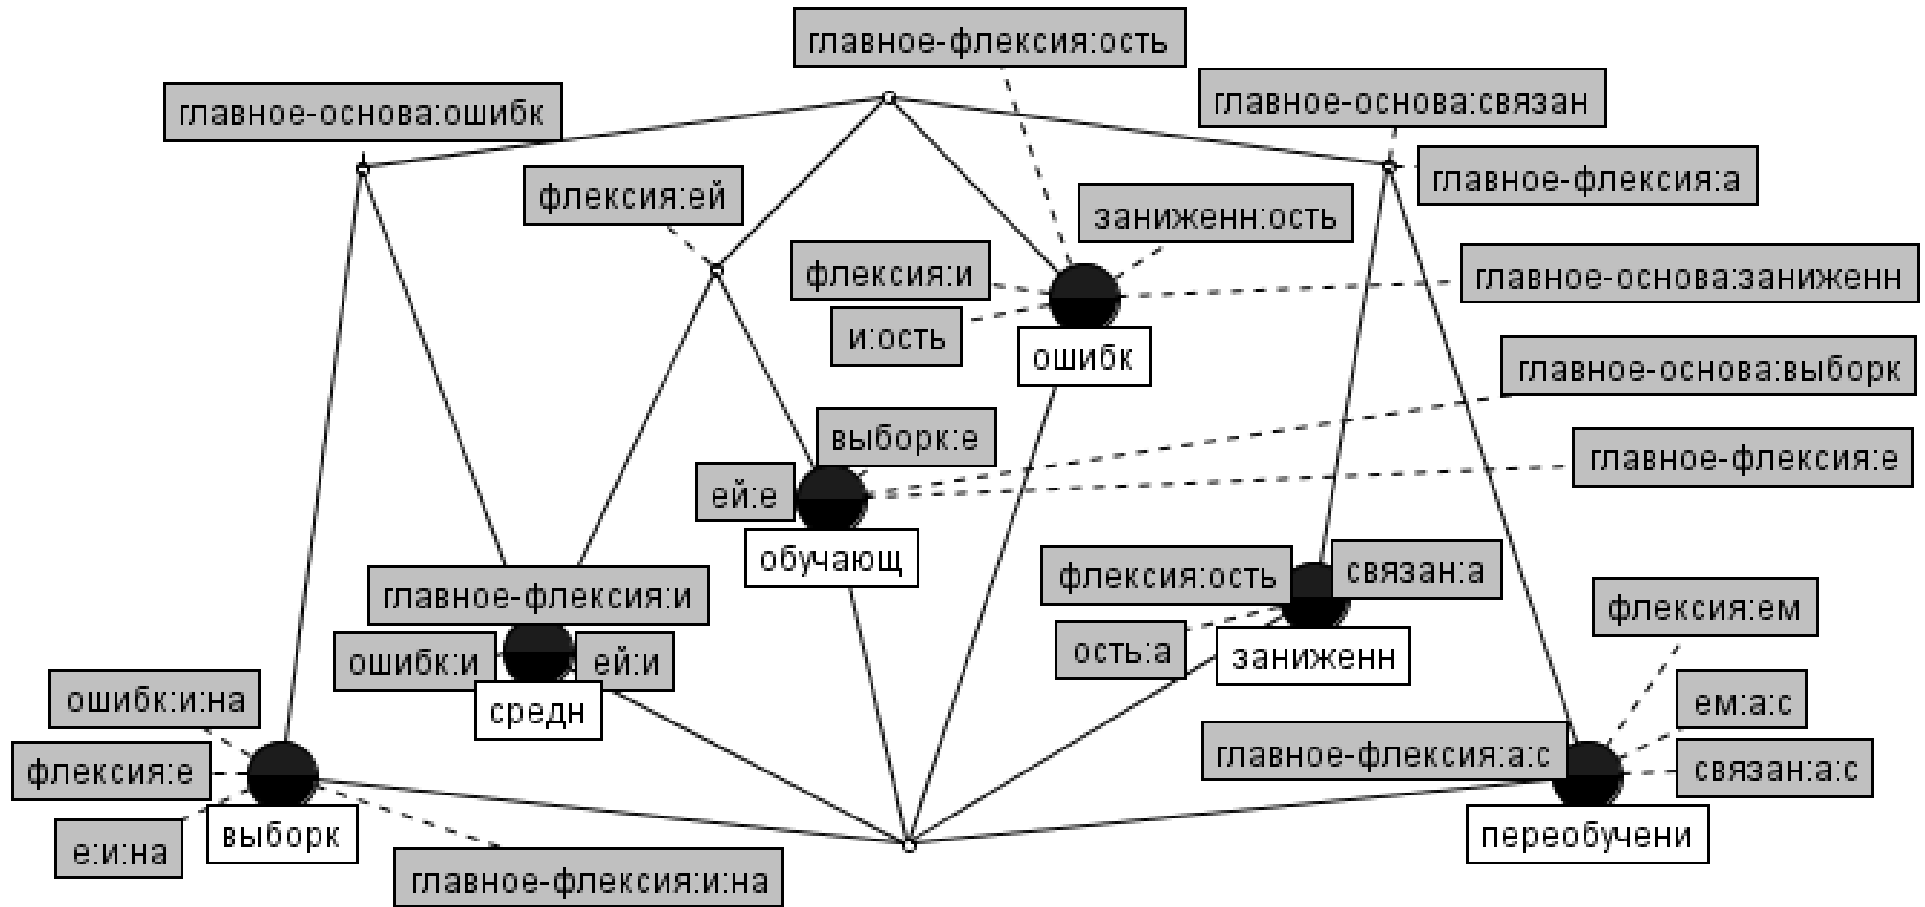 главное-флексия:ость
главное-основа:ошибк
главное-основа:связан
флексия:ей
главное-флексия:а
заниженн:ость
флексия:и
главное-основа:заниженн
и:ость
ошибк
главное-основа:выборк
выборк:е
главное-флексия:е
ей:е
обучающ
флексия:ость
связан:а
главное-флексия:и
флексия:ем
ость:а
заниженн
ошибк:и
ей:и
средн
ошибк:и:на
ем:а:с
главное-флексия:а:с
связан:а:с
флексия:е
выборк
переобучени
е:и:на
главное-флексия:и:на